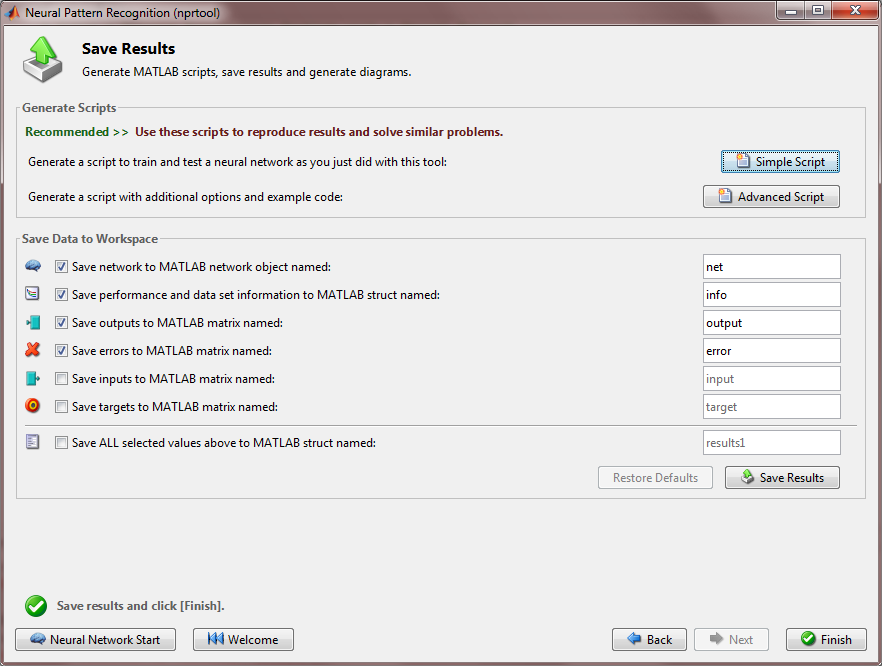 Neural Pattern Recognition (nprtool)
Save Results
Generate MATLAB scripts, save results and generate diagrams.
Generate Scripts
Recommended >> Use these scripts to reproduce results and solve similar problems.
Generate a script to train and test a neural network as you just did with this tool: Simple Script
Generate a script with additional options and example code: Advanced Script
Save Data to Workspace
Save network to MATLAB network object named: net
Save performance and data set information to MATLAB struct named: info
Save outputs to MATLAB matrix named: output
Save errors to MATLAB matrix named: error
Save inputs to MATLAB matrix named: input
Save targets to MATLAB matrix named: target
Save ALL selected values above to MATLAB struct named: results1
Restore Defaults Save Results
Save results and click [Finish].
Neural Network Start Welcome Back Next Finish